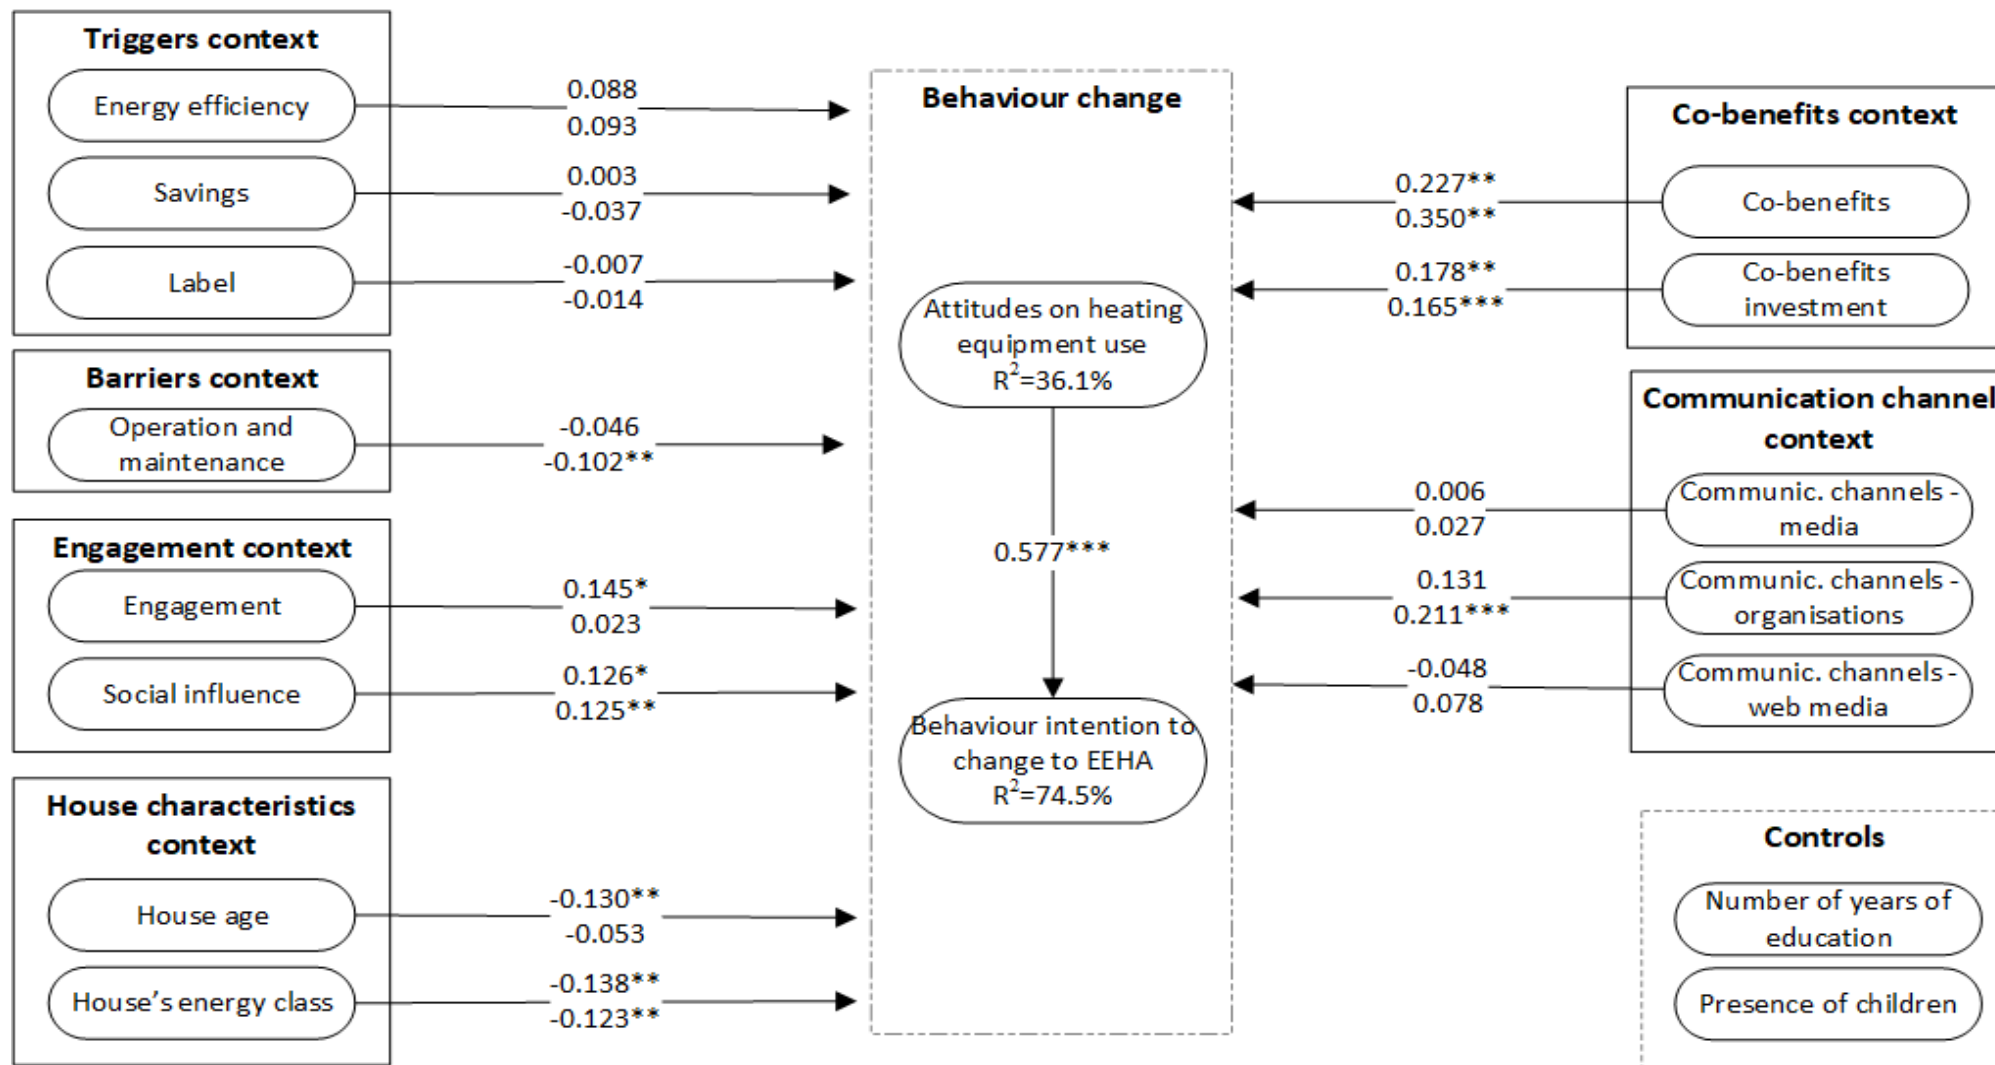 Triggers context
Energy efficiency
0.088
0.093
Savings
0.003
-0.037
Label
-0.007
-0.014
Barriers context
Operation and
maintenance
-0.046
-0.102**
Engagement context
Engagement
0.145*
0.023
Social influence
0.126*
0.125**
House characteristics
context
House age
-0.130**
-0.053
House's energy class
-0.138**
-0.123**
Behaviour change
Attitudes on heating
equipment use
R²=36.1%
0.577***
Behaviour intention to
change to EEHA
R²=74.5%
Co-benefits context
0.227**
0.350**
Co-benefits
0.178**
0.165***
Co-benefits
investment
Communication channel
context
0.006
0.027
Communic. channels -
media
0.131
0.211***
Communic. channels -
organisations
-0.048
0.078
Communic. channels -
web media
Controls
Number of years of
education
Presence of children